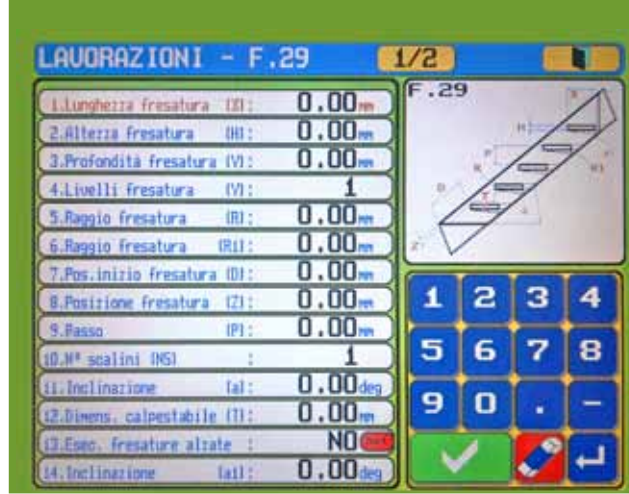 LAVORAZIONI - F.29 1/2
1.Lunghezza fresatura (X): 0.00mm
2.Altezza fresatura (H): 0.00mm
3.Profondità fresatura (V): 0.00mm
4.Livelli fresatura (V): 1
5.Raggio fresatura (R): 0.00mm
6.Raggio fresatura (R1): 0.00mm
7.Pos.inizio fresatura (D): 0.00mm
8.Posizione fresatura (Z): 0.00mm
9.Passo (P): 0.00mm
10.Nº scalini (NS) : 1
11.Inclinazione (a): 0.00deg
12.Dimens. calpestabile (T): 0.00mm
13.Esec. fresature alzate : NO
14.Inclinazione (a1): 0.00deg
F.29
X
H
P
R
R1
D
T
Z
1 2 3 4
5 6 7 8
9 0 . -